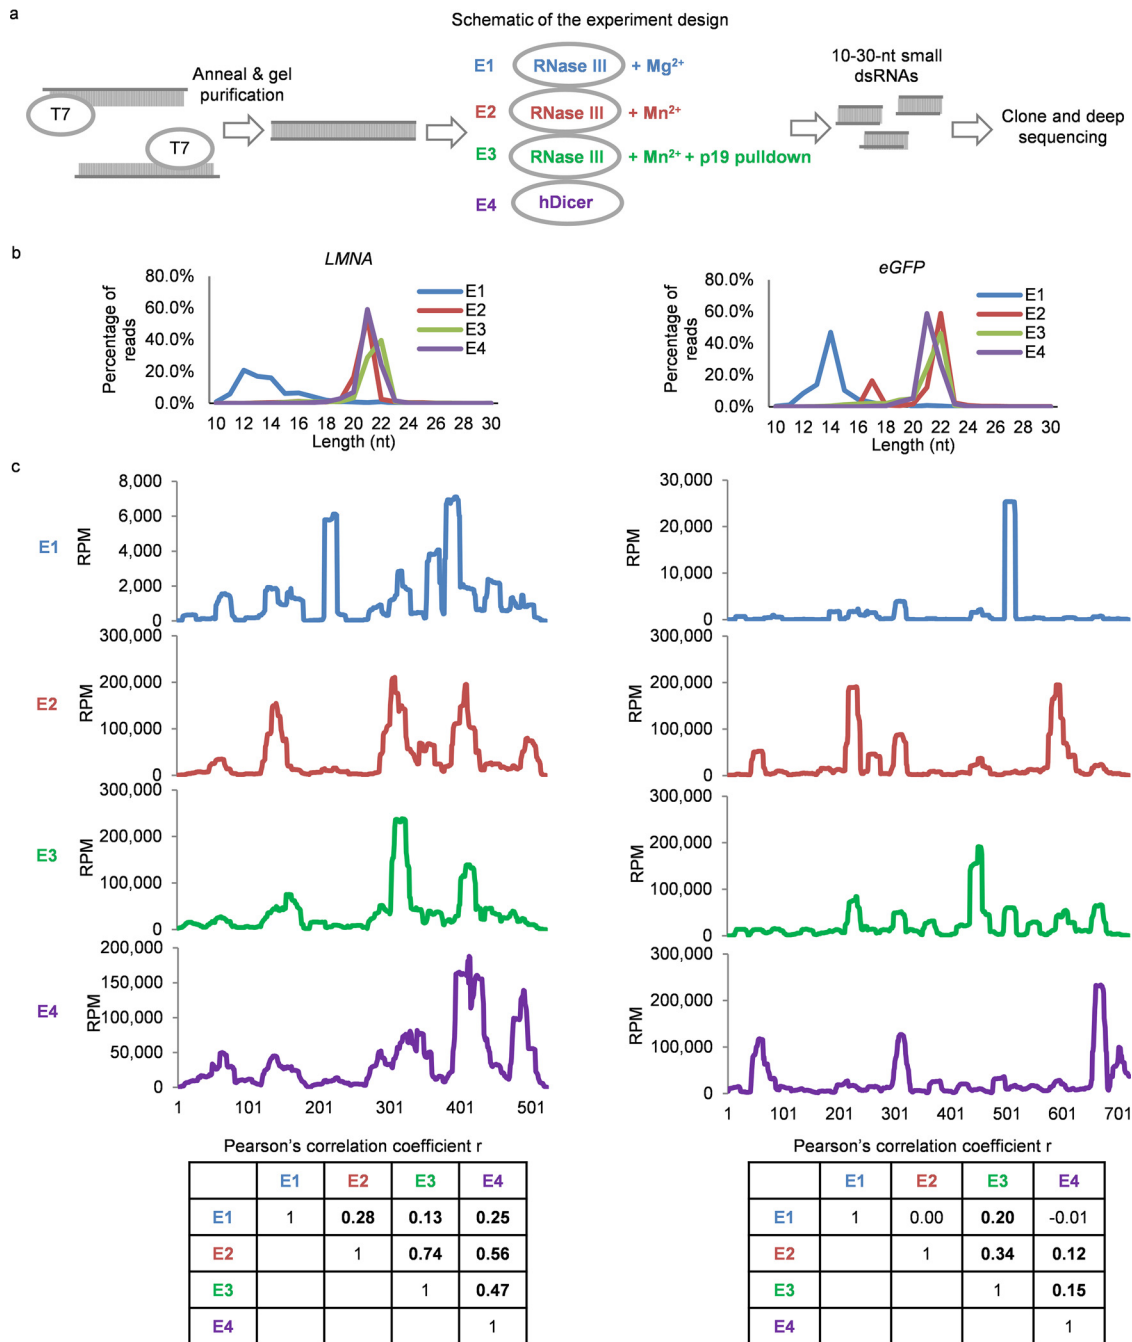 a
Schematic of the experiment design
T7
T7
Anneal & gel
purification
E1 RNase III + Mg²⁺
E2 RNase III + Mn²⁺
E3 RNase III + Mn²⁺ + p19 pulldown
E4 hDicer
10-30-nt small
dsRNAs
Clone and deep
sequencing
b
LMNA
Percentage of
reads
80.0%
60.0%
40.0%
20.0%
0.0%
E1
E2
E3
E4
10 12 14 16 18 20 22 24 26 28 30
Length (nt)
eGFP
Percentage of
reads
80.0%
60.0%
40.0%
20.0%
0.0%
E1
E2
E3
E4
10 12 14 16 18 20 22 24 26 28 30
Length (nt)
c
E1
RPM
8,000
6,000
4,000
2,000
0
RPM
30,000
20,000
10,000
0
E2
RPM
300,000
200,000
100,000
0
RPM
300,000
200,000
100,000
0
E3
RPM
300,000
200,000
100,000
0
RPM
300,000
200,000
100,000
0
E4
RPM
200,000
150,000
100,000
50,000
0
1 101 201 301 401 501
RPM
300,000
200,000
100,000
0
1 101 201 301 401 501 601 701
Pearson's correlation coefficient r
E1 E2 E3 E4
E1 1 0.28 0.13 0.25
E2 1 0.74 0.56
E3 1 0.47
E4 1
Pearson's correlation coefficient r
E1 E2 E3 E4
E1 1 0.00 0.20 -0.01
E2 1 0.34 0.12
E3 1 0.15
E4 1